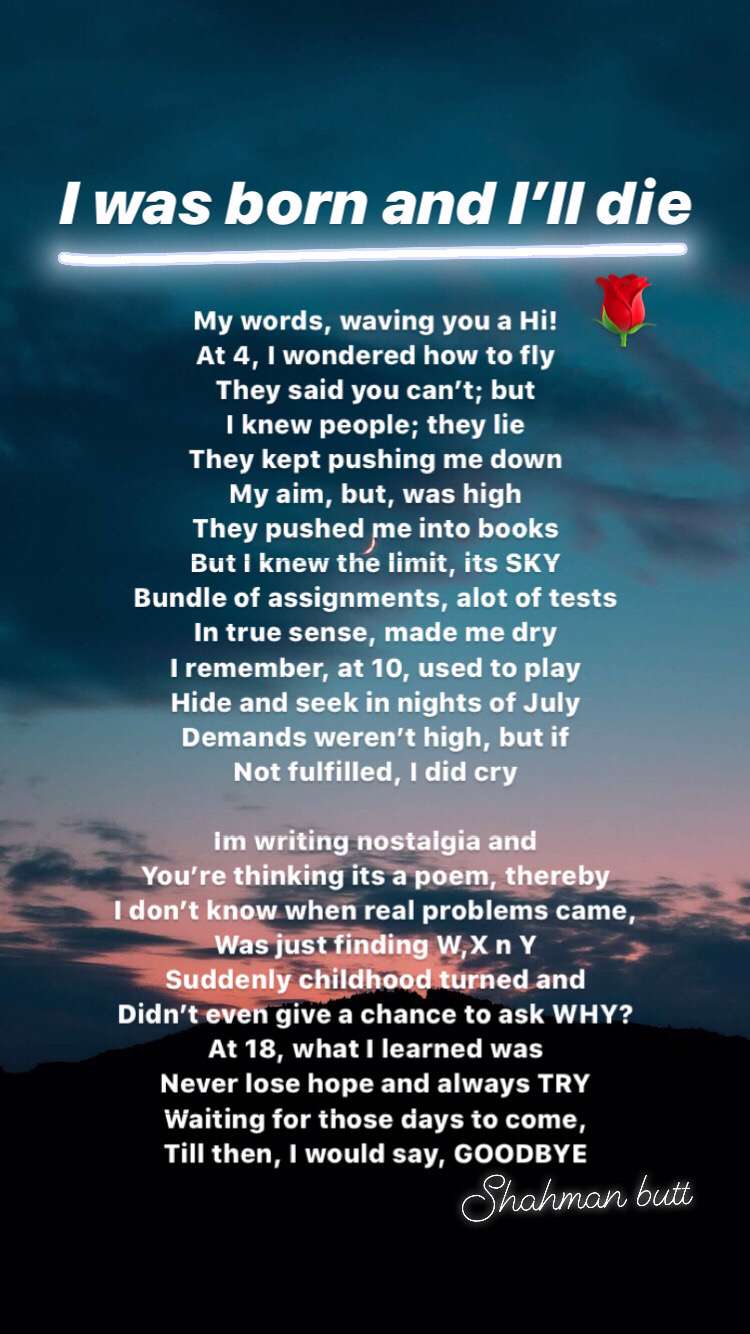 I was born and I’ll die
My words, waving you a Hi!
At 4, I wondered how to fly
They said you can’t; but
I knew people; they lie
They kept pushing me down
My aim, but, was high
They pushed me into books
But I knew the limit, its SKY
Bundle of assignments, alot of tests
In true sense, made me dry
I remember, at 10, used to play
Hide and seek in nights of July
Demands weren’t high, but if
Not fulfilled, I did cry
Im writing nostalgia and
You’re thinking its a poem, thereby
I don’t know when real problems came,
Was just finding W,X n Y
Suddenly childhood turned and
Didn’t even give a chance to ask WHY?
At 18, what I learned was
Never lose hope and always TRY
Waiting for those days to come,
Till then, I would say, GOODBYE
Shahman butt